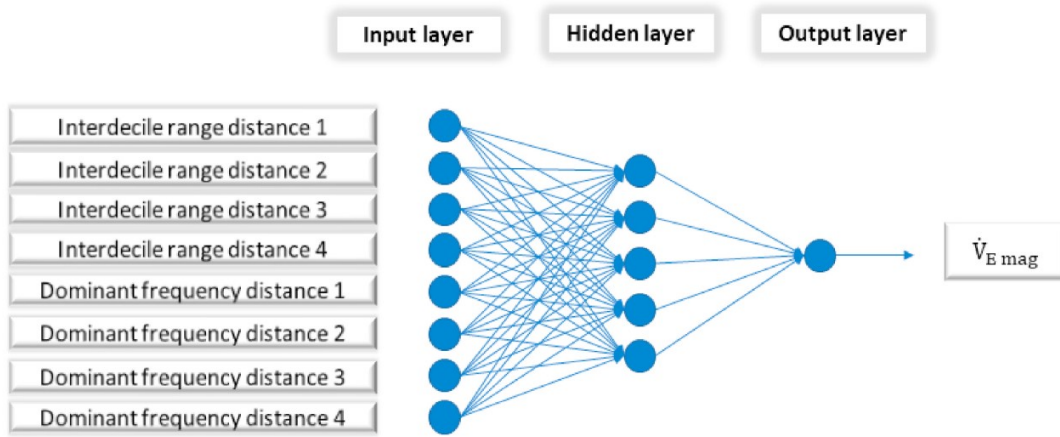 Input layer
Hidden layer
Output layer
Interdecile range distance 1
Interdecile range distance 2
Interdecile range distance 3
Interdecile range distance 4
Dominant frequency distance 1
Dominant frequency distance 2
Dominant frequency distance 3
Dominant frequency distance 4
V̇E mag